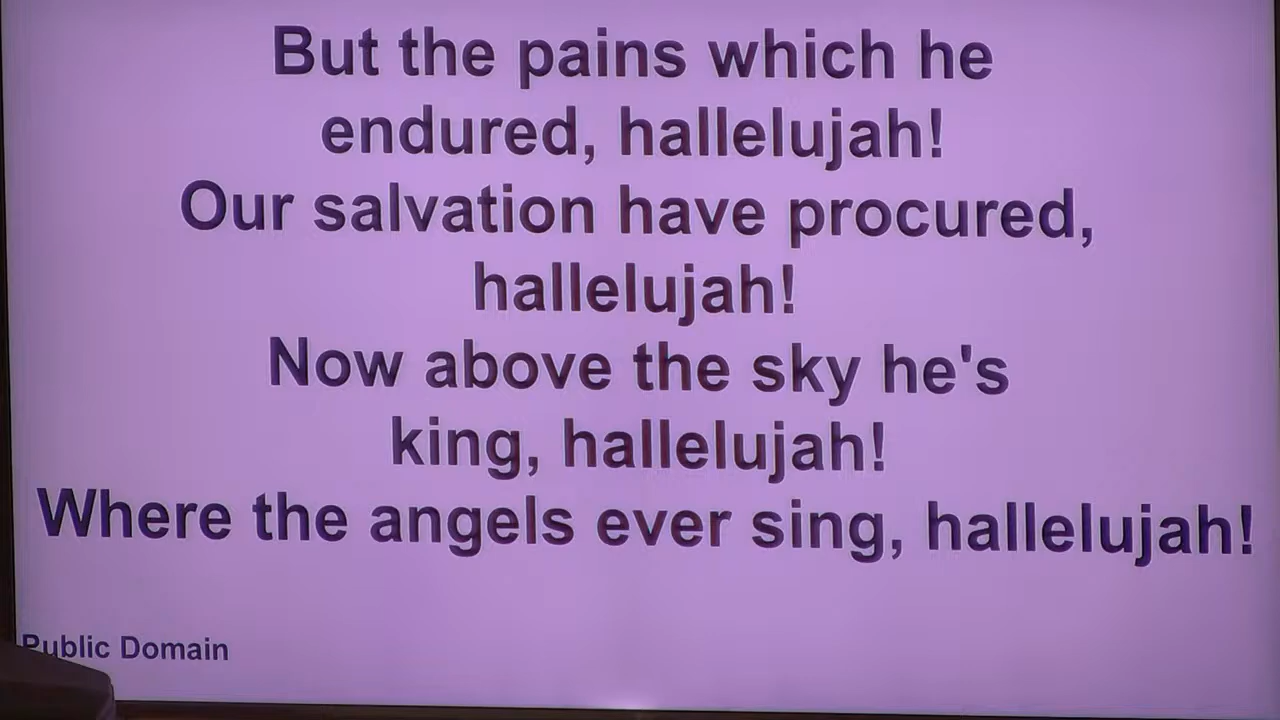 But the pains which he
endured, hallelujah!
Our salvation have procured,
hallelujah!
Now above the sky he's
king, hallelujah!
Where the angels ever sing, hallelujah!
Public Domain